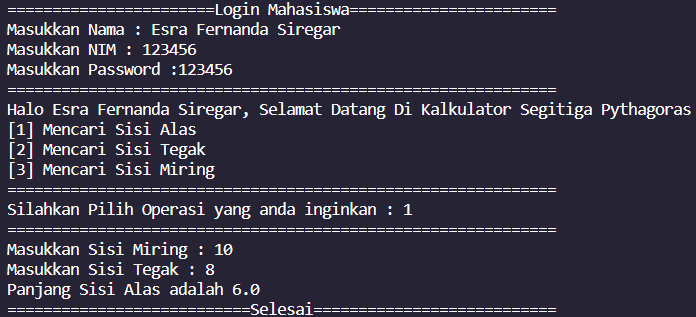 =======================Login Mahasiswa=======================
Masukkan Nama : Esra Fernanda Siregar
Masukkan NIM : 123456
Masukkan Password :123456
=============================================================
Halo Esra Fernanda Siregar, Selamat Datang Di Kalkulator Segitiga Pythagoras
[1] Mencari Sisi Alas
[2] Mencari Sisi Tegak
[3] Mencari Sisi Miring
=============================================================
Silahkan Pilih Operasi yang anda inginkan : 1
=============================================================
Masukkan Sisi Miring : 10
Masukkan Sisi Tegak : 8
Panjang Sisi Alas adalah 6.0
===========================Selesai===========================